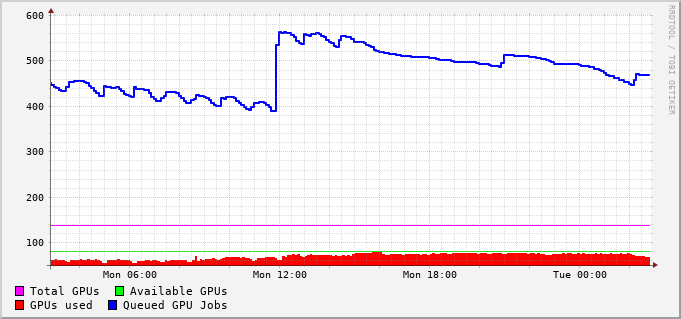 600
500
400
300
200
100
Mon 06:00 Mon 12:00 Mon 18:00 Tue 00:00
Total GPUs Available GPUs
GPUs used Queued GPU Jobs
RRDTOOL / TOBI OETIKER